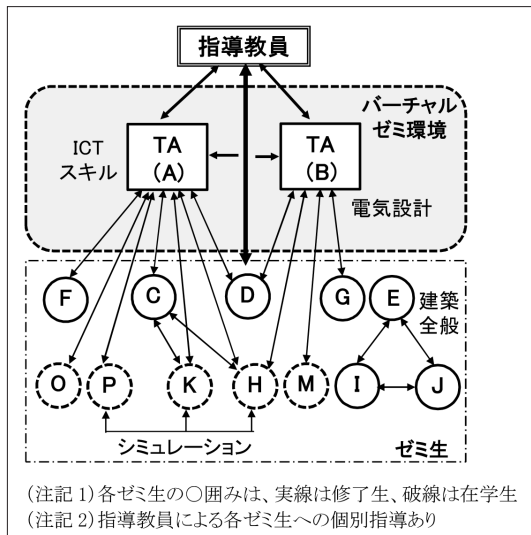 指導教員
バーチャル
ゼミ環境
ICT
スキル
TA
(A)
TA
(B)
電気設計
F
C
D
G
E
建築
全般
O
P
K
H
M
I
J
シミュレーション
ゼミ生
(注記1)各ゼミ生の○囲みは、実線は修了生、破線は在学生
(注記2)指導教員による各ゼミ生への個別指導あり